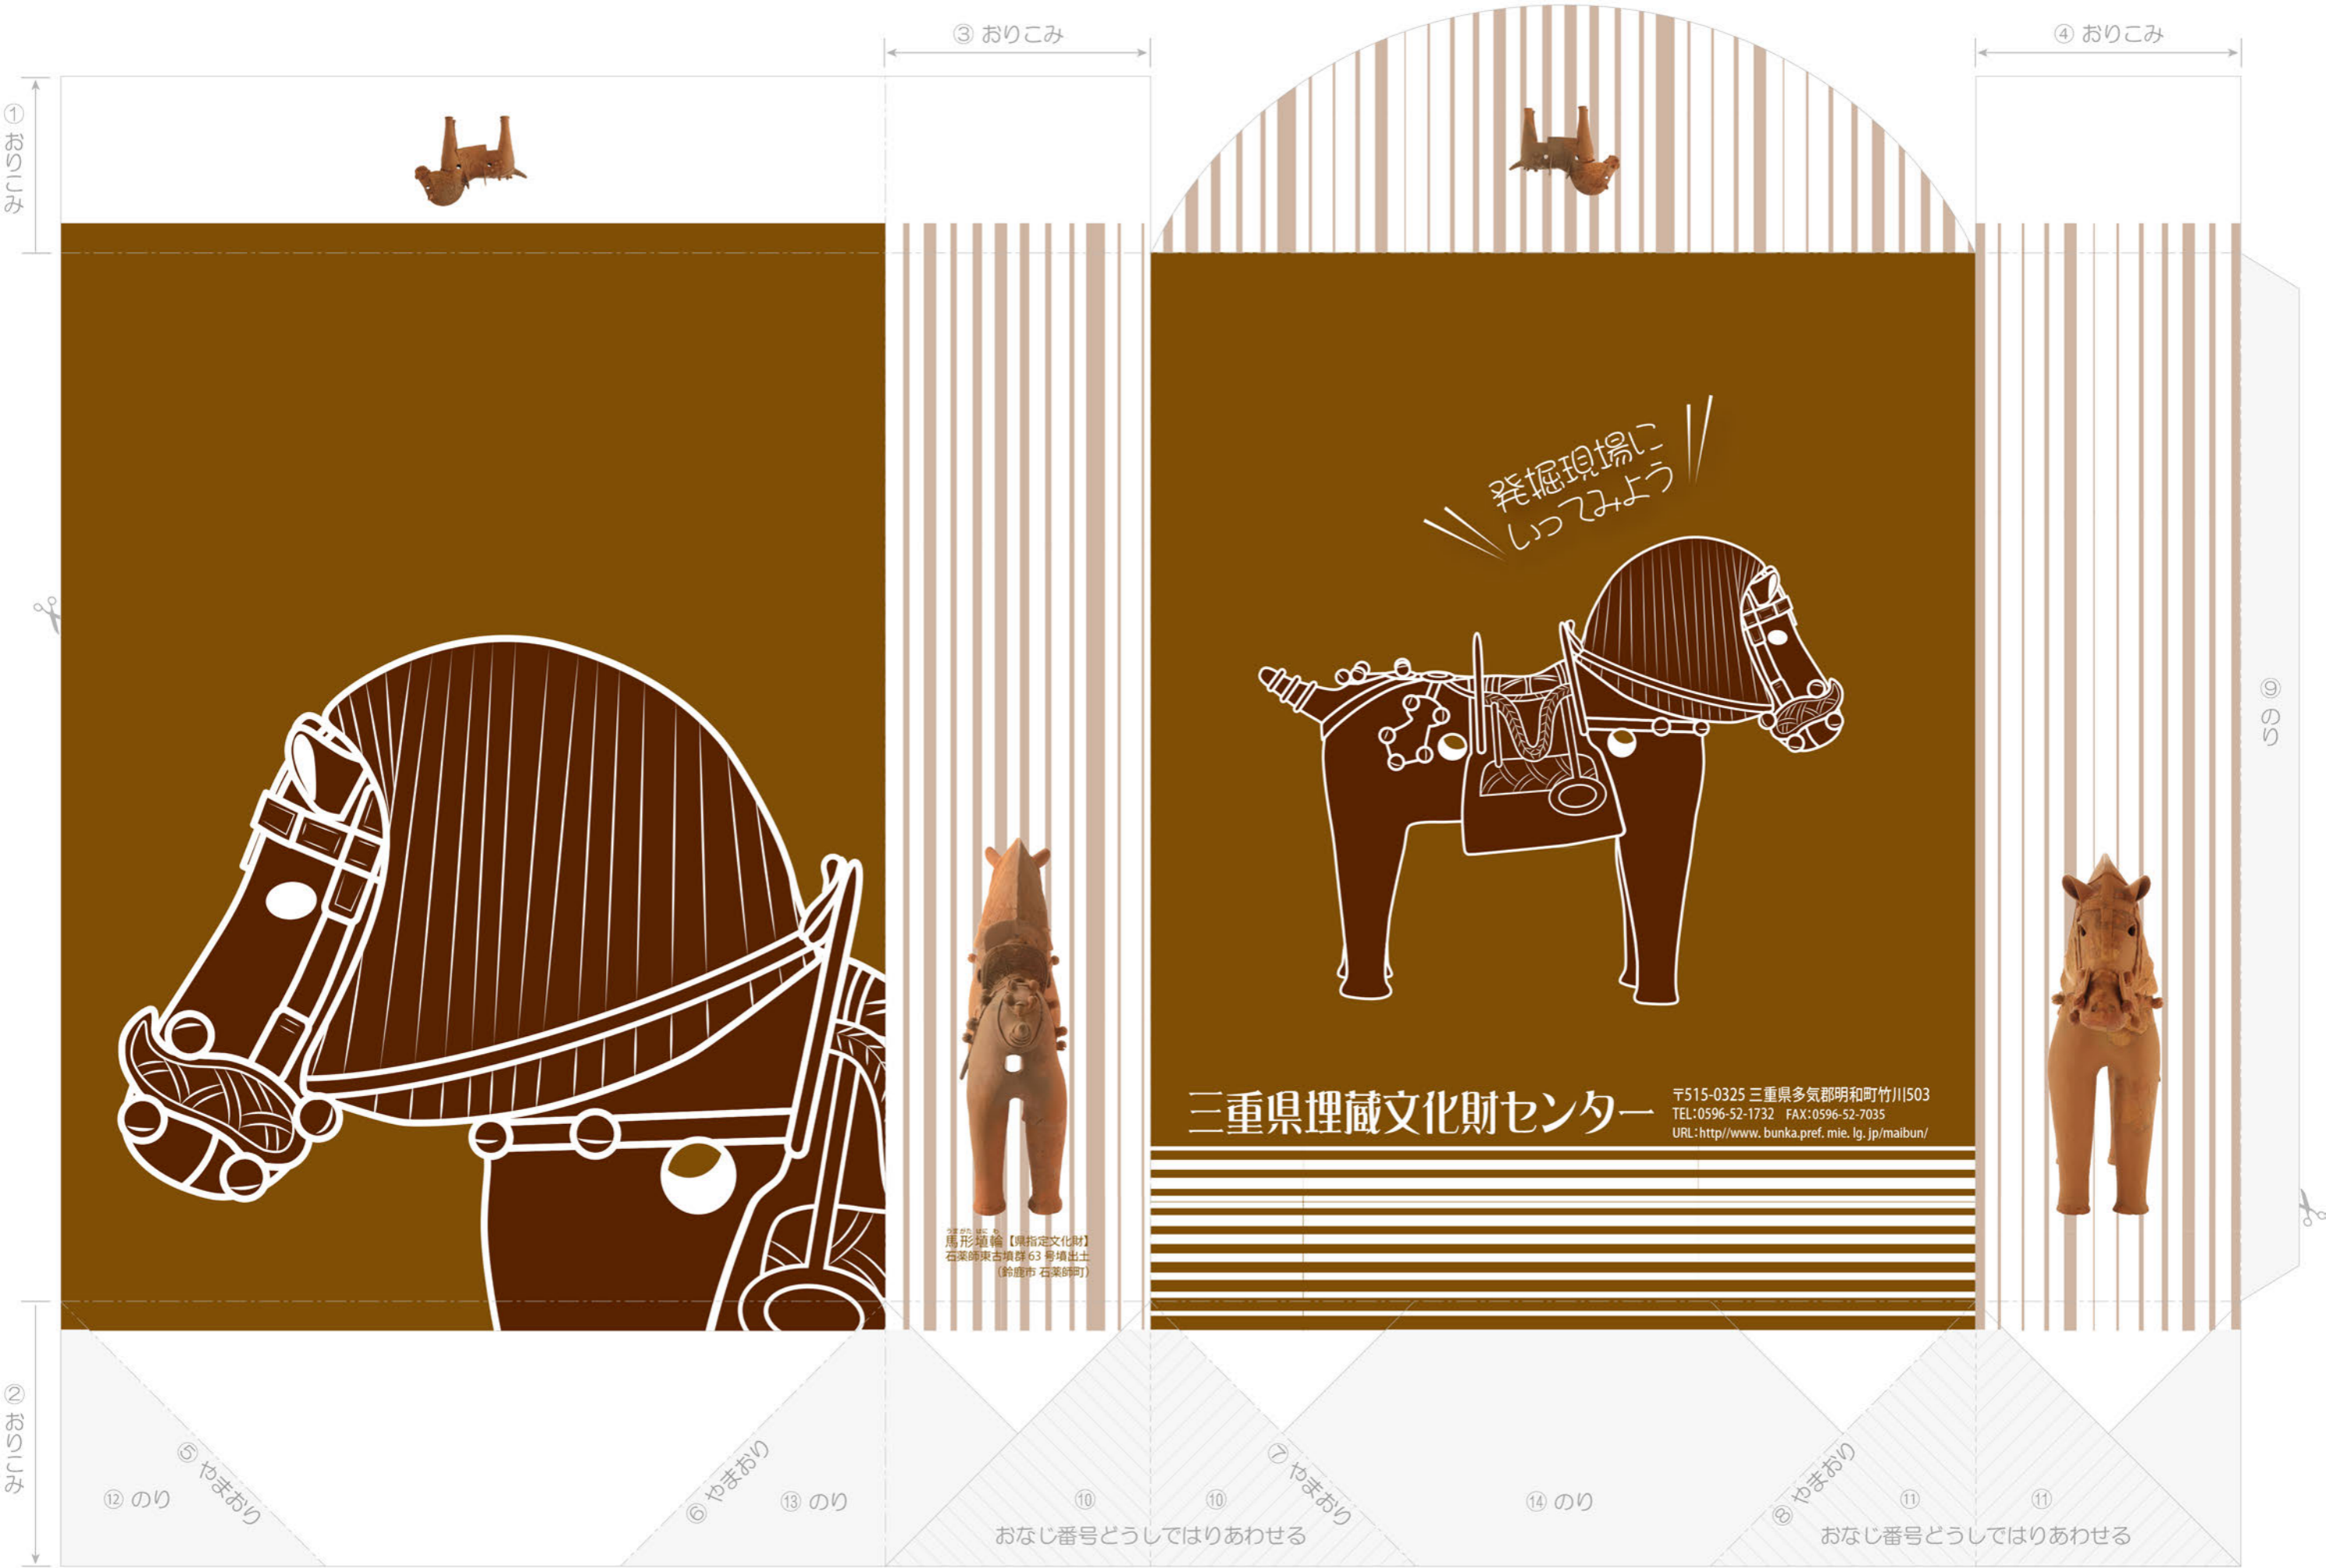 ③ おりこみ
④ おりこみ
① おりこみ
発掘現場に
いってみよう
⑨ のり
三重県埋蔵文化財センター
〒515-0325 三重県多気郡明和町竹川503
TEL:0596-52-1732 FAX:0596-52-7035
URL:http//www. bunka.pref. mie. lg. jp/maibun/
うまがた はに わ
馬形埴輪【県指定文化財】
石薬師東古墳群 63 号墳出土
(鈴鹿市 石薬師町)
② おりこみ
⑤ やまおり
⑥ やまおり
⑦ やまおり
⑧ やまおり
⑫ のり
⑬ のり
⑩
⑩
⑭ のり
⑪
⑪
おなじ番号どうしではりあわせる
おなじ番号どうしではりあわせる